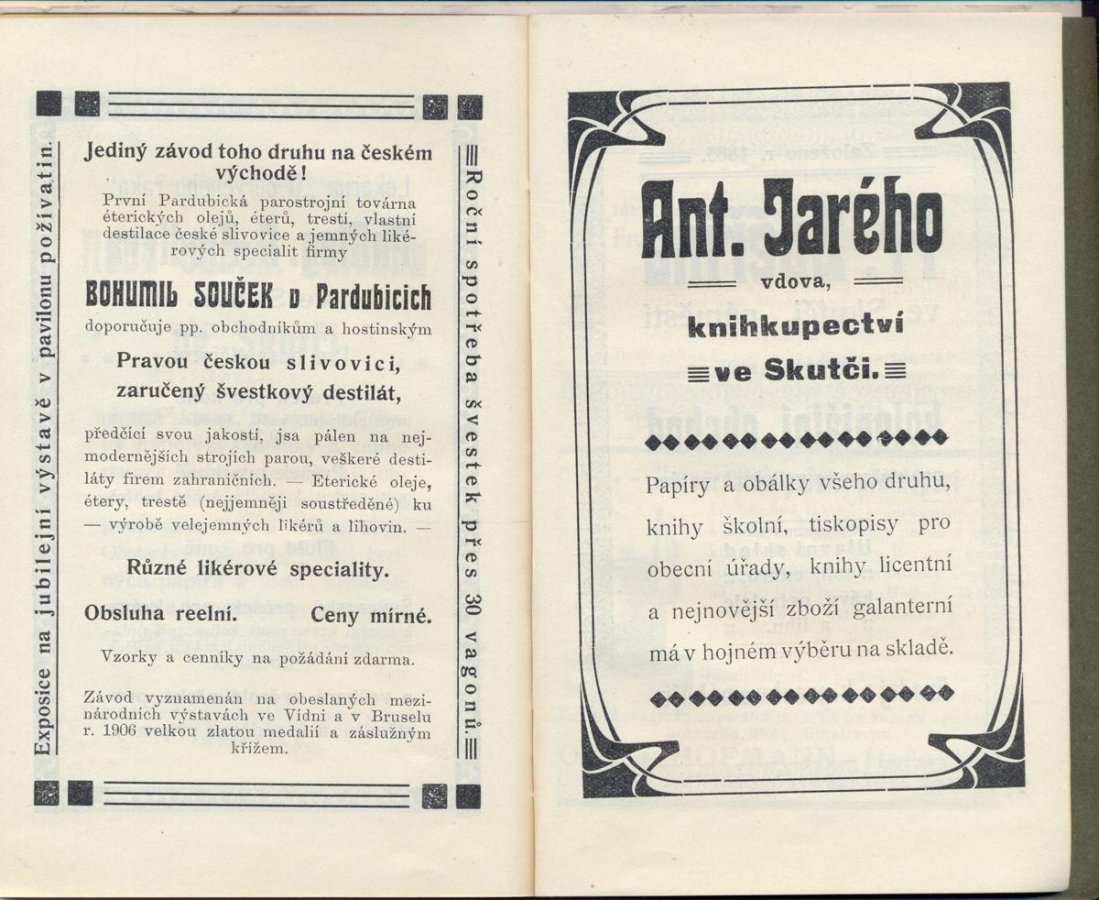 Exposice na jubilejní výstavě v pavilonu poživatin.
Jediný závod toho druhu na českém
východě!
První Pardubická parostrojní továrna
éterických olejů, éterů, trestí, vlastní
destilace české slivovice a jemných liké-
rových specialit firmy
BOHUMIL SOUČEK v Pardubicích
doporučuje pp. obchodníkům a hostinským
Pravou českou slivovici,
zaručený švestkový destilát,
předčící svou jakostí, jsa pálen na nej-
modernějších strojích parou, veškeré desti-
láty firem zahraničních. — Eterické oleje,
étery, trestě (nejjemněji soustředěné) ku
— výrobě velejemných likérů a lihovin. —
Různé likérové speciality.
Obsluha reelní. Ceny mírné.
Vzorky a cenníky na požádání zdarma.
Závod vyznamenán na obeslaných mezi-
národních výstavách ve Vídni a v Bruselu
r. 1906 velkou zlatou medalií a záslužným
křížem.
Roční spotřeba švestek přes 30 vagonů.
Ant. Jarého
vdova,
knihkupectví
ve Skutči.
Papíry a obálky všeho druhu,
knihy školní, tiskopisy pro
obecní úřady, knihy licentní
a nejnovější zboží galanterní
má v hojném výběru na skladě.